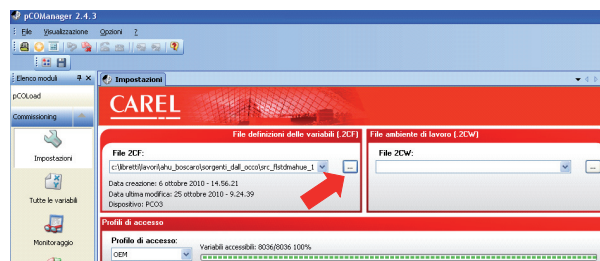 pCOManager 2.4.3
File Visualizzazione Opzioni ?
Elenco moduli
Impostazioni
pCOLoad
CAREL
Commissioning
File definizioni delle variabili (.2CF)
File ambiente di lavoro (.2CW)
File 2CF:
File 2CW:
Impostazioni
c:\libretti\lavori\ahu_boscaro\sorgenti_dall_occo\src_flstdmahue_1
...
...
Data creazione: 6 ottobre 2010 - 14.56.21
Data ultima modifica: 25 ottobre 2010 - 9.24.39
Dispositivo: PCO3
Tutte le variabili
Profili di accesso
Profilo di accesso:
Variabili accessibili: 8036/8036 100%
Monitoraggio
OEM